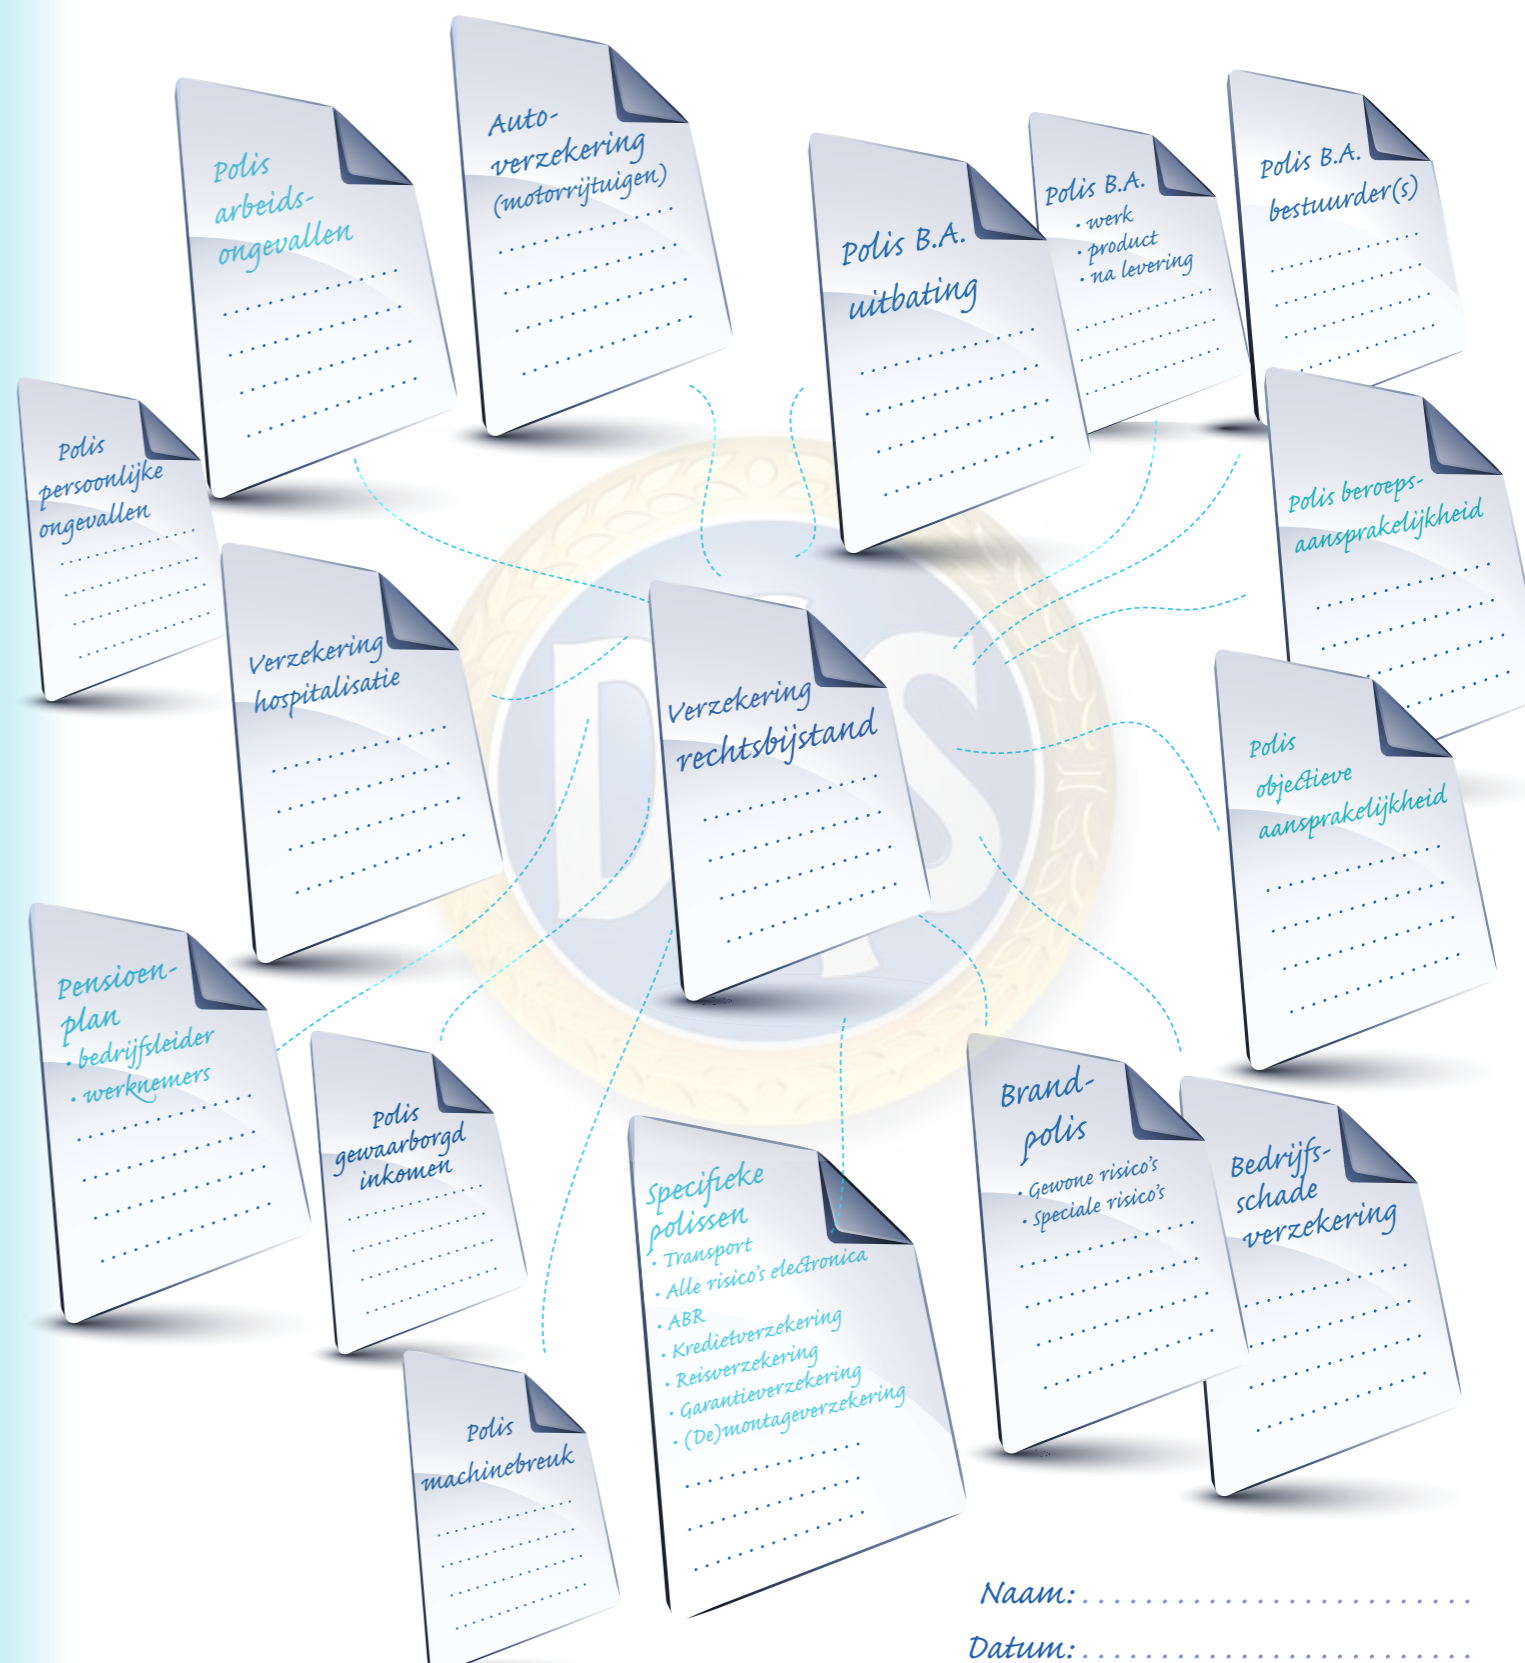 Polis
arbeids-
ongevallen
Auto-
verzekering
(motorrijtuigen)
Polis B.A.
uitbating
Polis B.A.
• werk
• product
• na levering
Polis B.A.
bestuurder(s)
Polis
persoonlijke
ongevallen
Polis beroeps-
aansprakelijkheid
Verzekering
hospitalisatie
Verzekering
rechtsbijstand
Polis
objectieve
aansprakelijkheid
Pensioen-
plan
• bedrijfsleider
• werknemers
Polis
gewaarborgd
inkomen
Specifieke
polissen
• Transport
• Alle risico's electronica
• ABR
• Kredietverzekering
• Reisverzekering
• Garantieverzekering
• (De)montageverzekering
Brand-
polis
• Gewone risico's
• Speciale risico's
Bedrijfs-
schade
verzekering
Polis
machinebreuk
Naam:
Datum: